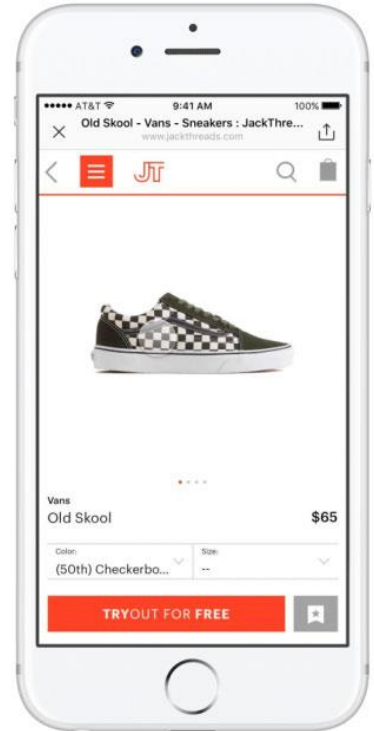 AT&T 9:41 AM 100%
Old Skool - Vans - Sneakers : JackThre...
www.jackthreads.com
JT
Vans
Old Skool $65
Color: Size:
(50th) Checkerbo... --
TRYOUT FOR FREE